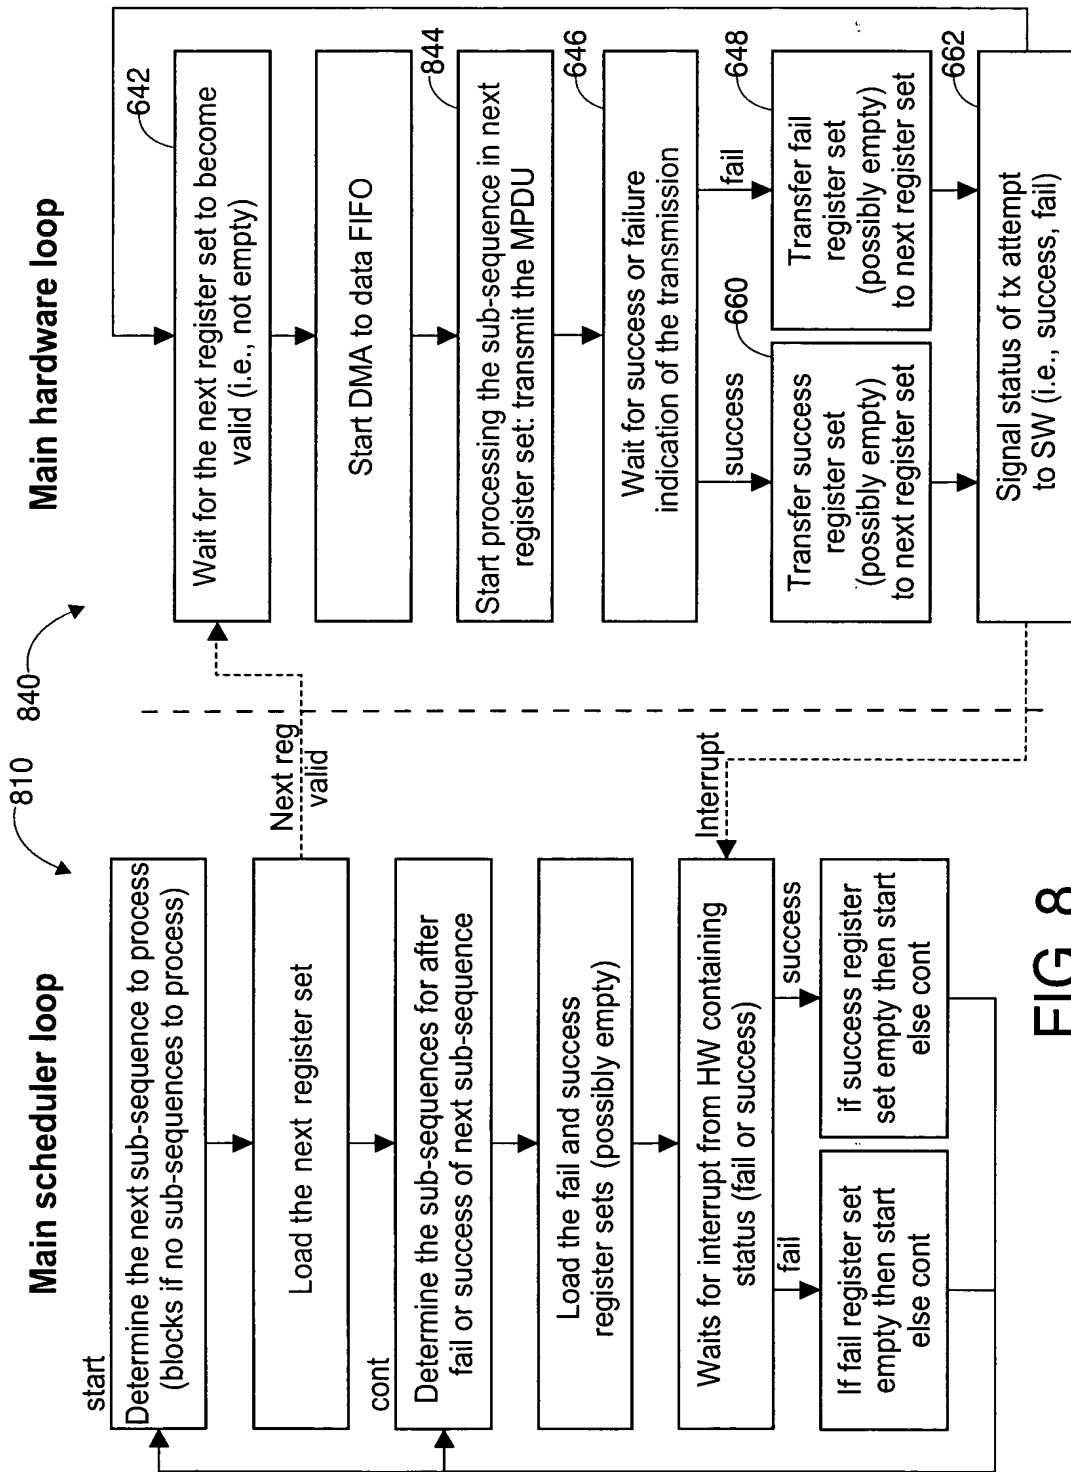 Main scheduler loop
810
start
Determine the next sub-sequence to process
(blocks if no sub-sequences to process)
Load the next register set
Next reg
valid
cont
Determine the sub-sequences for after
fail or success of next sub-sequence
Load the fail and success
register sets (possibly empty)
Waits for interrupt from HW containing
status (fail or success)
Interrupt
fail
success
If fail register set
empty then start
else cont
if success register
set empty then start
else cont
Main hardware loop
840
642
Wait for the next register set to become
valid (i.e., not empty)
Start DMA to data FIFO
844
Start processing the sub-sequence in next
register set: transmit the MPDU
646
Wait for success or failure
indication of the transmission
success
fail
660
Transfer success
register set
(possibly empty)
to next register set
648
Transfer fail
register set
(possibly empty)
to next register set
662
Signal status of tx attempt
to SW (i.e., success, fail)
FIG. 8